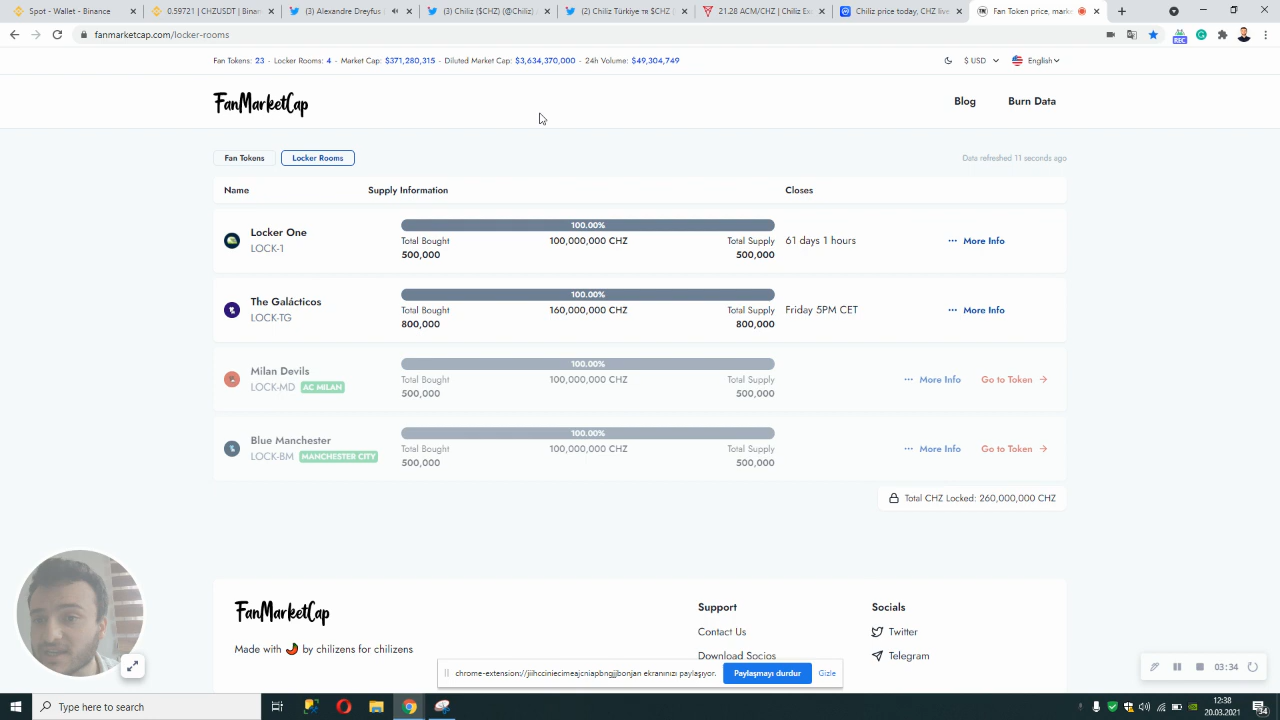 Spot - Wallet - Binance
0.59721 | CHZUSDT | Binan
(3) Alexandre Dreyfus
(3) Chiliz ($CHZ) (@Chiliz)
(2) Chiliz Türkiye TR $CHZ (
21.28 ACM/CHZ | Chiliz Exc
Chiliz price today, CHZ live
Fan token price, mark
fanmarketcap.com/locker-rooms
REC
Fan Tokens: 23 - Locker Rooms: 4 - Market Cap: $371,280,315 - Diluted Market Cap: $3,634,370,000 - 24h Volume: $49,304,749
$ USD
English
FanMarketCap
Blog
Burn Data
Fan Tokens
Locker Rooms
Data refreshed 11 seconds ago
Name
Supply Information
Closes
Locker One
LOCK-1
100.00%
Total Bought
500,000
100,000,000 CHZ
Total Supply
500,000
61 days 1 hours
More Info
The Galácticos
LOCK-TG
100.00%
Total Bought
800,000
160,000,000 CHZ
Total Supply
800,000
Friday 5PM CET
More Info
Milan Devils
LOCK-MD AC MILAN
100.00%
Total Bought
500,000
100,000,000 CHZ
Total Supply
500,000
More Info
Go to Token
Blue Manchester
LOCK-BM MANCHESTER CITY
100.00%
Total Bought
500,000
100,000,000 CHZ
Total Supply
500,000
More Info
Go to Token
Total CHZ Locked: 260,000,000 CHZ
FanMarketCap
Made with by chilizens for chilizens
Support
Contact Us
Download Socios
Socials
Twitter
Telegram
chrome-extension://jiihcciniecimeajcniapbngjjbonjan ekranınızı paylaşıyor.
Paylaşmayı durdur
Gizle
03:34
Type here to search
12:38
20.03.2021